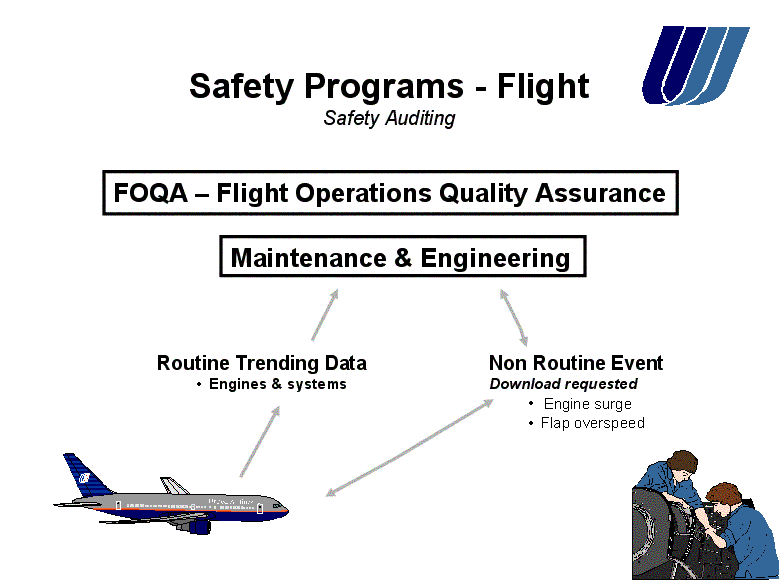 Safety Programs - Flight
Safety Auditing
FOQA – Flight Operations Quality Assurance
Maintenance & Engineering
Routine Trending Data
• Engines & systems
Non Routine Event
Download requested
• Engine surge
• Flap overspeed